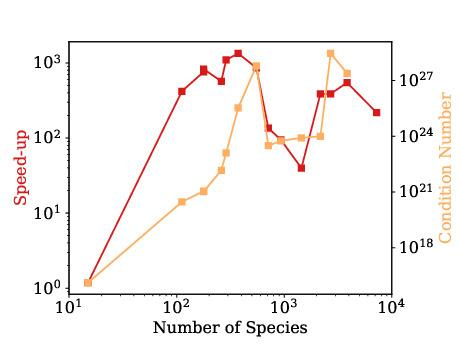 10³
10²
10¹
10⁰
Speed-up
10²⁷
10²⁴
10²¹
10¹⁸
Condition Number
10¹ 10² 10³ 10⁴
Number of Species